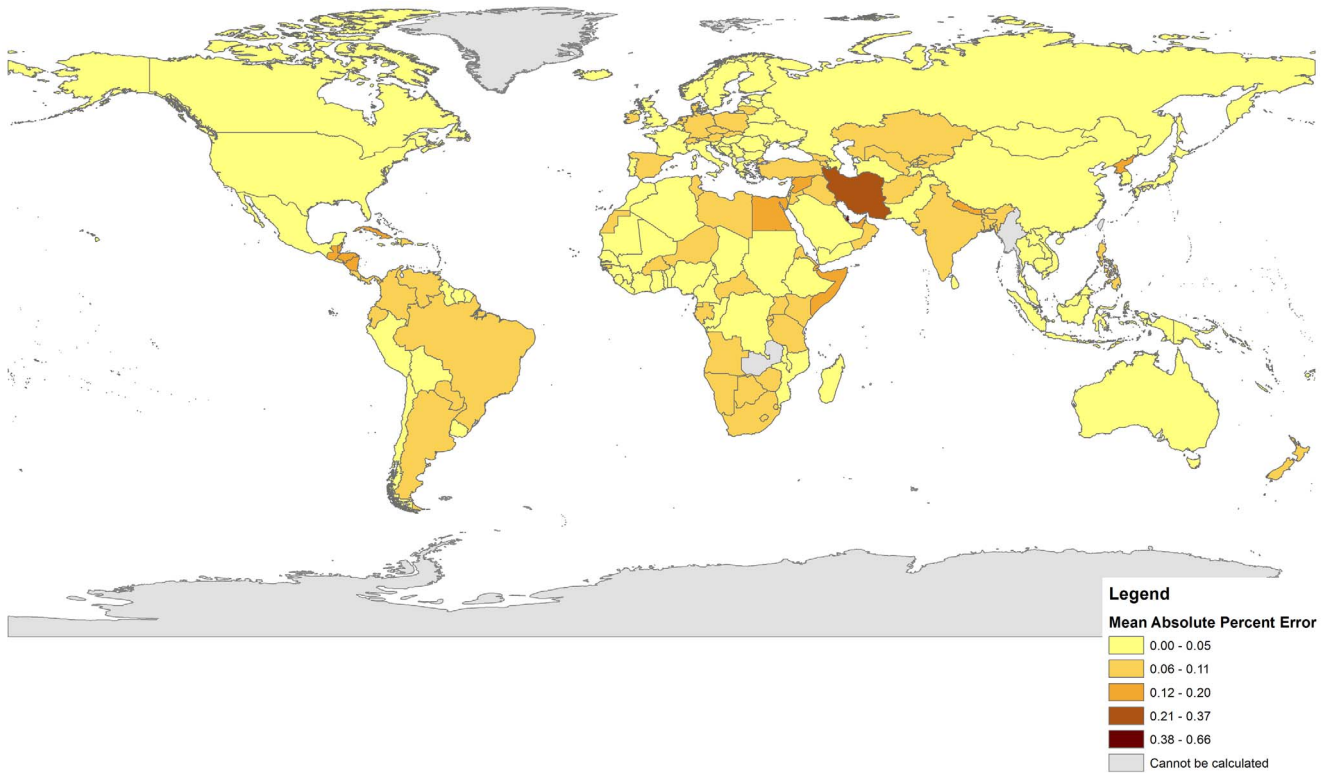 Legend
Mean Absolute Percent Error
0.00 - 0.05
0.06 - 0.11
0.12 - 0.20
0.21 - 0.37
0.38 - 0.66
Cannot be calculated